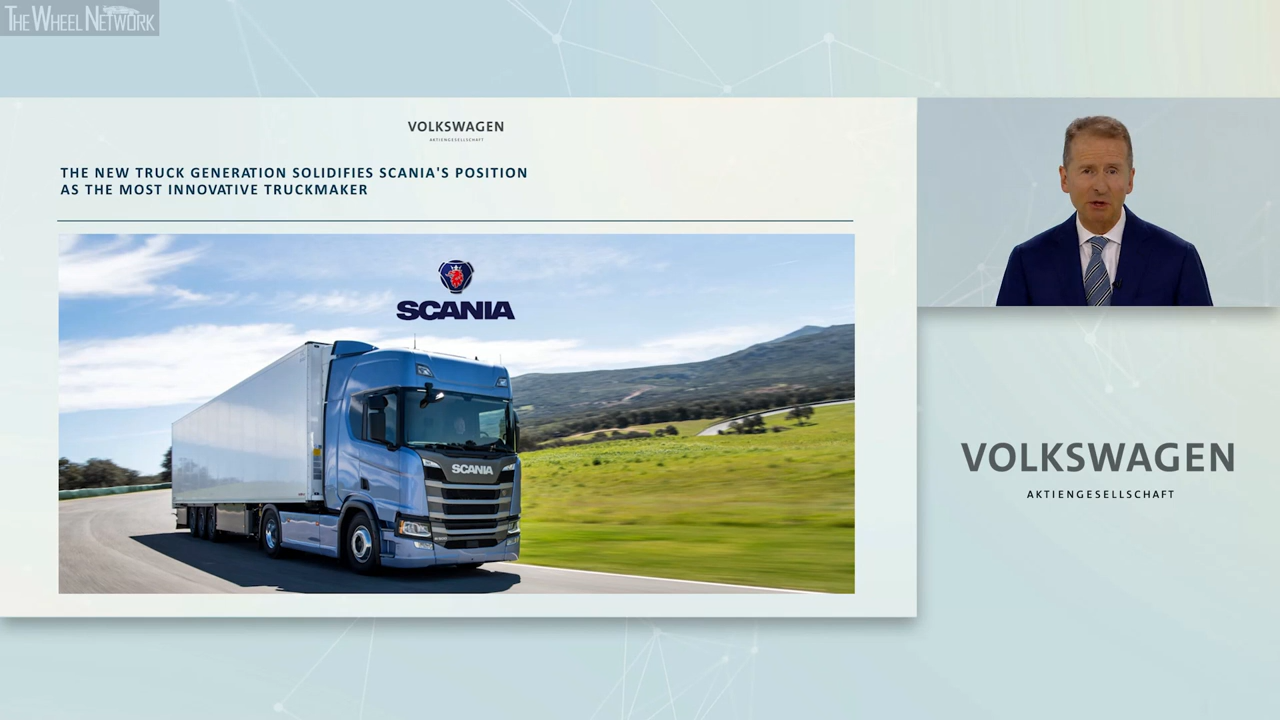 THE WHEEL NETWORK
VOLKSWAGEN
AKTIENGESELLSCHAFT
THE NEW TRUCK GENERATION SOLIDIFIES SCANIA'S POSITION
AS THE MOST INNOVATIVE TRUCKMAKER
SCANIA
SCANIA
VOLKSWAGEN
AKTIENGESELLSCHAFT